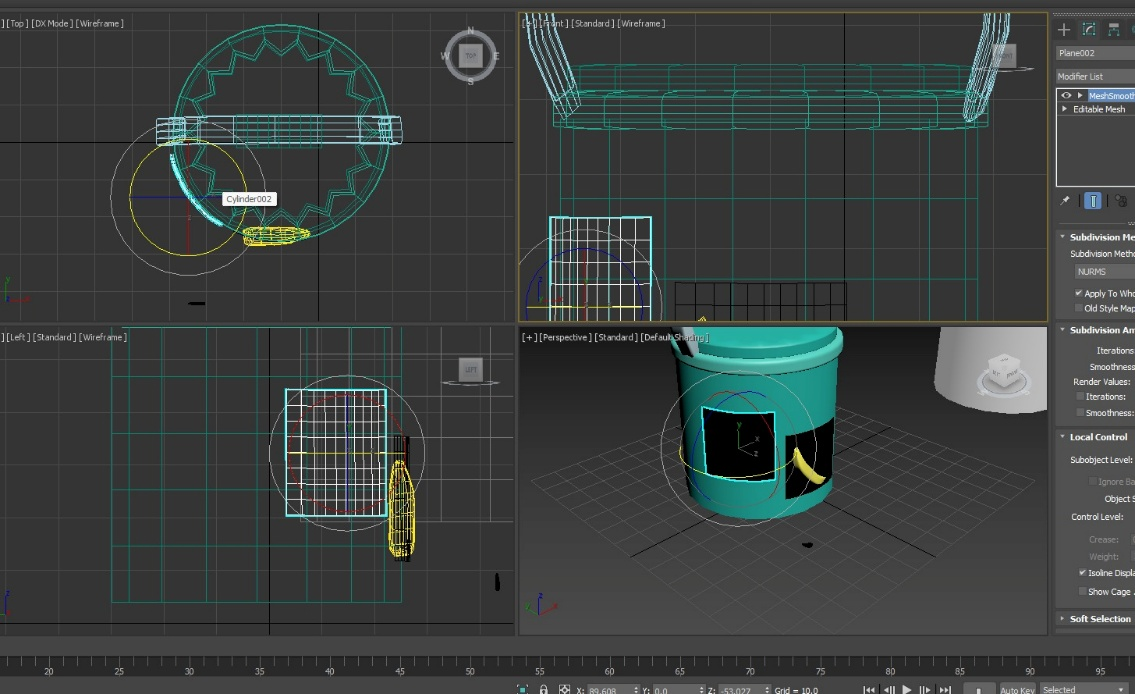 ] [Top] [DX Mode] [Wireframe]
N
W
TOP
E
S
Cylinder002
[Standard] [Wireframe]
] [Left] [Standard] [Wireframe]
LEFT
[+] [Perspective] [Standard] [Default Shading]
y
x
z
Plane002
Modifier List
MeshSmooth
Editable Mesh
Subdivision Me
Subdivision Metho
NURMS
Apply To Who
Old Style Map
Subdivision Am
Iterations
Smoothness
Render Values:
Iterations:
Smoothness:
Local Control
Subobject Level:
Ignore Ba
Object S
Control Level:
Crease:
Weight:
Isoline Displa
Show Cage .
Soft Selection
20 25 30 35 40 45 50 55 60 65 70 75 80 85 90 95
X: 89.608 Y: 0.0 Z: -53.027 Grid = 10.0
Auto Key Selected